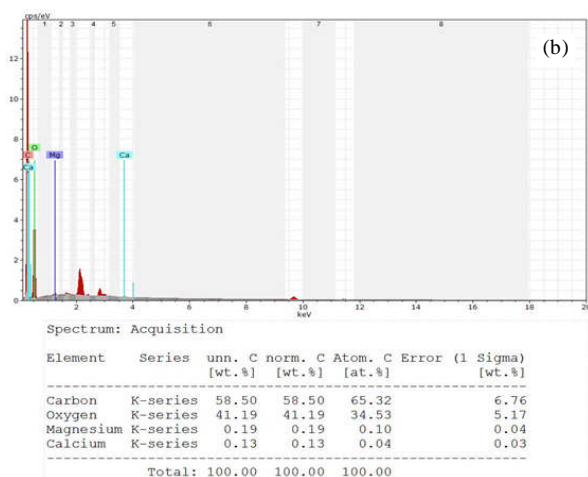 cps/eV
1 2 3 4 5 6 7 8
(b)
12
10
8
6
4
2
0
C O Mg Ca
Ca
2 4 6 8 10 12 14 16 18 20
keV
Spectrum: Acquisition
Element Series unn. C norm. C Atom. C Error (1 Sigma)
[wt.%] [wt.%] [at.%] [wt.%]
Carbon K-series 58.50 58.50 65.32 6.76
Oxygen K-series 41.19 41.19 34.53 5.17
Magnesium K-series 0.19 0.19 0.10 0.04
Calcium K-series 0.13 0.13 0.04 0.03
Total: 100.00 100.00 100.00